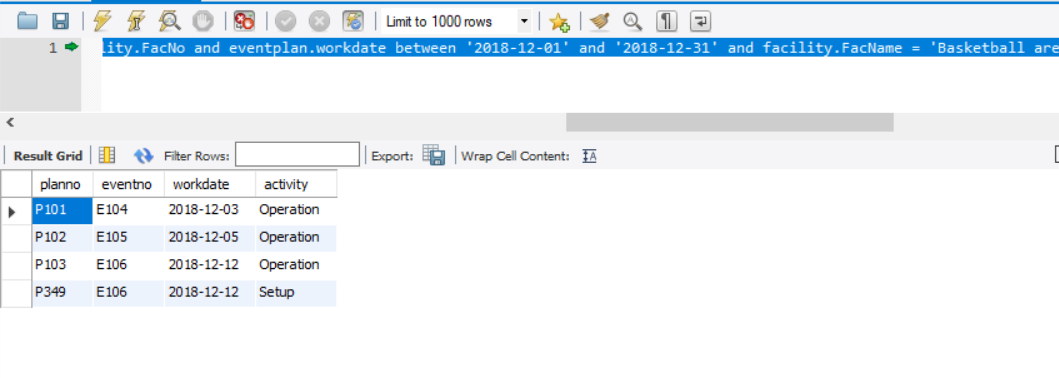 Limit to 1000 rows
1 lity.FacNo and eventplan.workdate between '2018-12-01' and '2018-12-31' and facility.FacName = 'Basketball are
Result Grid Filter Rows: Export: Wrap Cell Content: IA
planno eventno workdate activity
P101 E104 2018-12-03 Operation
P102 E105 2018-12-05 Operation
P103 E106 2018-12-12 Operation
P349 E106 2018-12-12 Setup